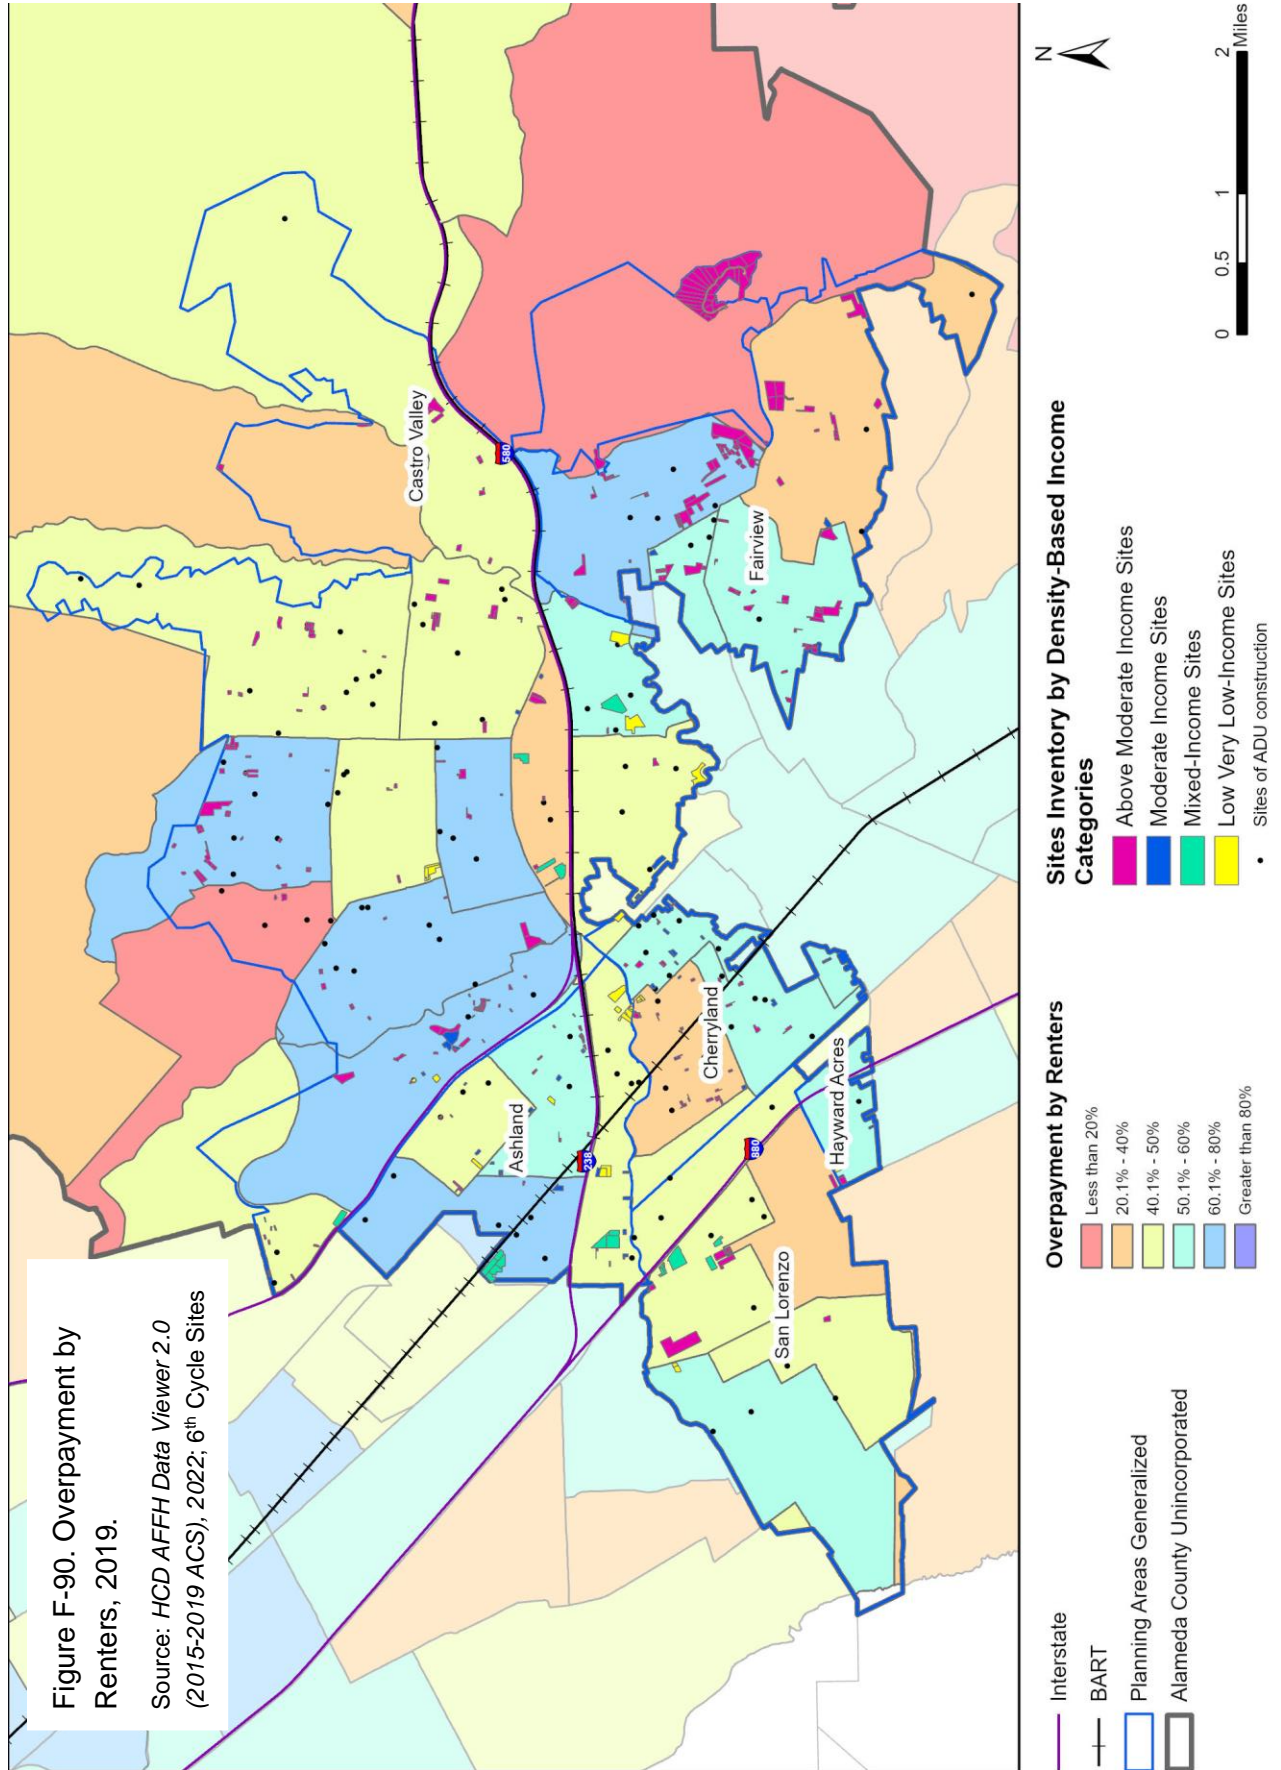 Figure F-90. Overpayment by
Renters, 2019.
Source: HCD AFFH Data Viewer 2.0
(2015-2019 ACS), 2022; 6th Cycle Sites
Castro Valley
580
Fairview
Ashland
238
Cherryland
880
Hayward Acres
San Lorenzo
Interstate
BART
Planning Areas Generalized
Alameda County Unincorporated
Overpayment by Renters
Less than 20%
20.1% - 40%
40.1% - 50%
50.1% - 60%
60.1% - 80%
Greater than 80%
Sites Inventory by Density-Based Income
Categories
Above Moderate Income Sites
Moderate Income Sites
Mixed-Income Sites
Low Very Low-Income Sites
Sites of ADU construction
N
0 0.5 1 2
Miles